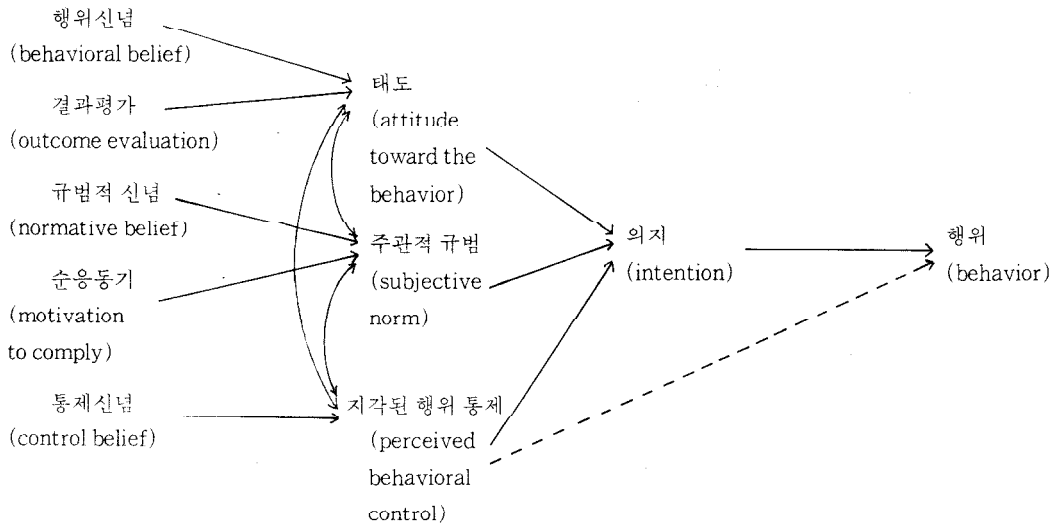 행위신념
(behavioral belief)
결과평가
(outcome evaluation)
규범적 신념
(normative belief)
순응동기
(motivation
to comply)
통제신념
(control belief)
태도
(attitude
toward the
behavior)
주관적 규범
(subjective
norm)
지각된 행위 통제
(perceived
behavioral
control)
의지
(intention)
행위
(behavior)